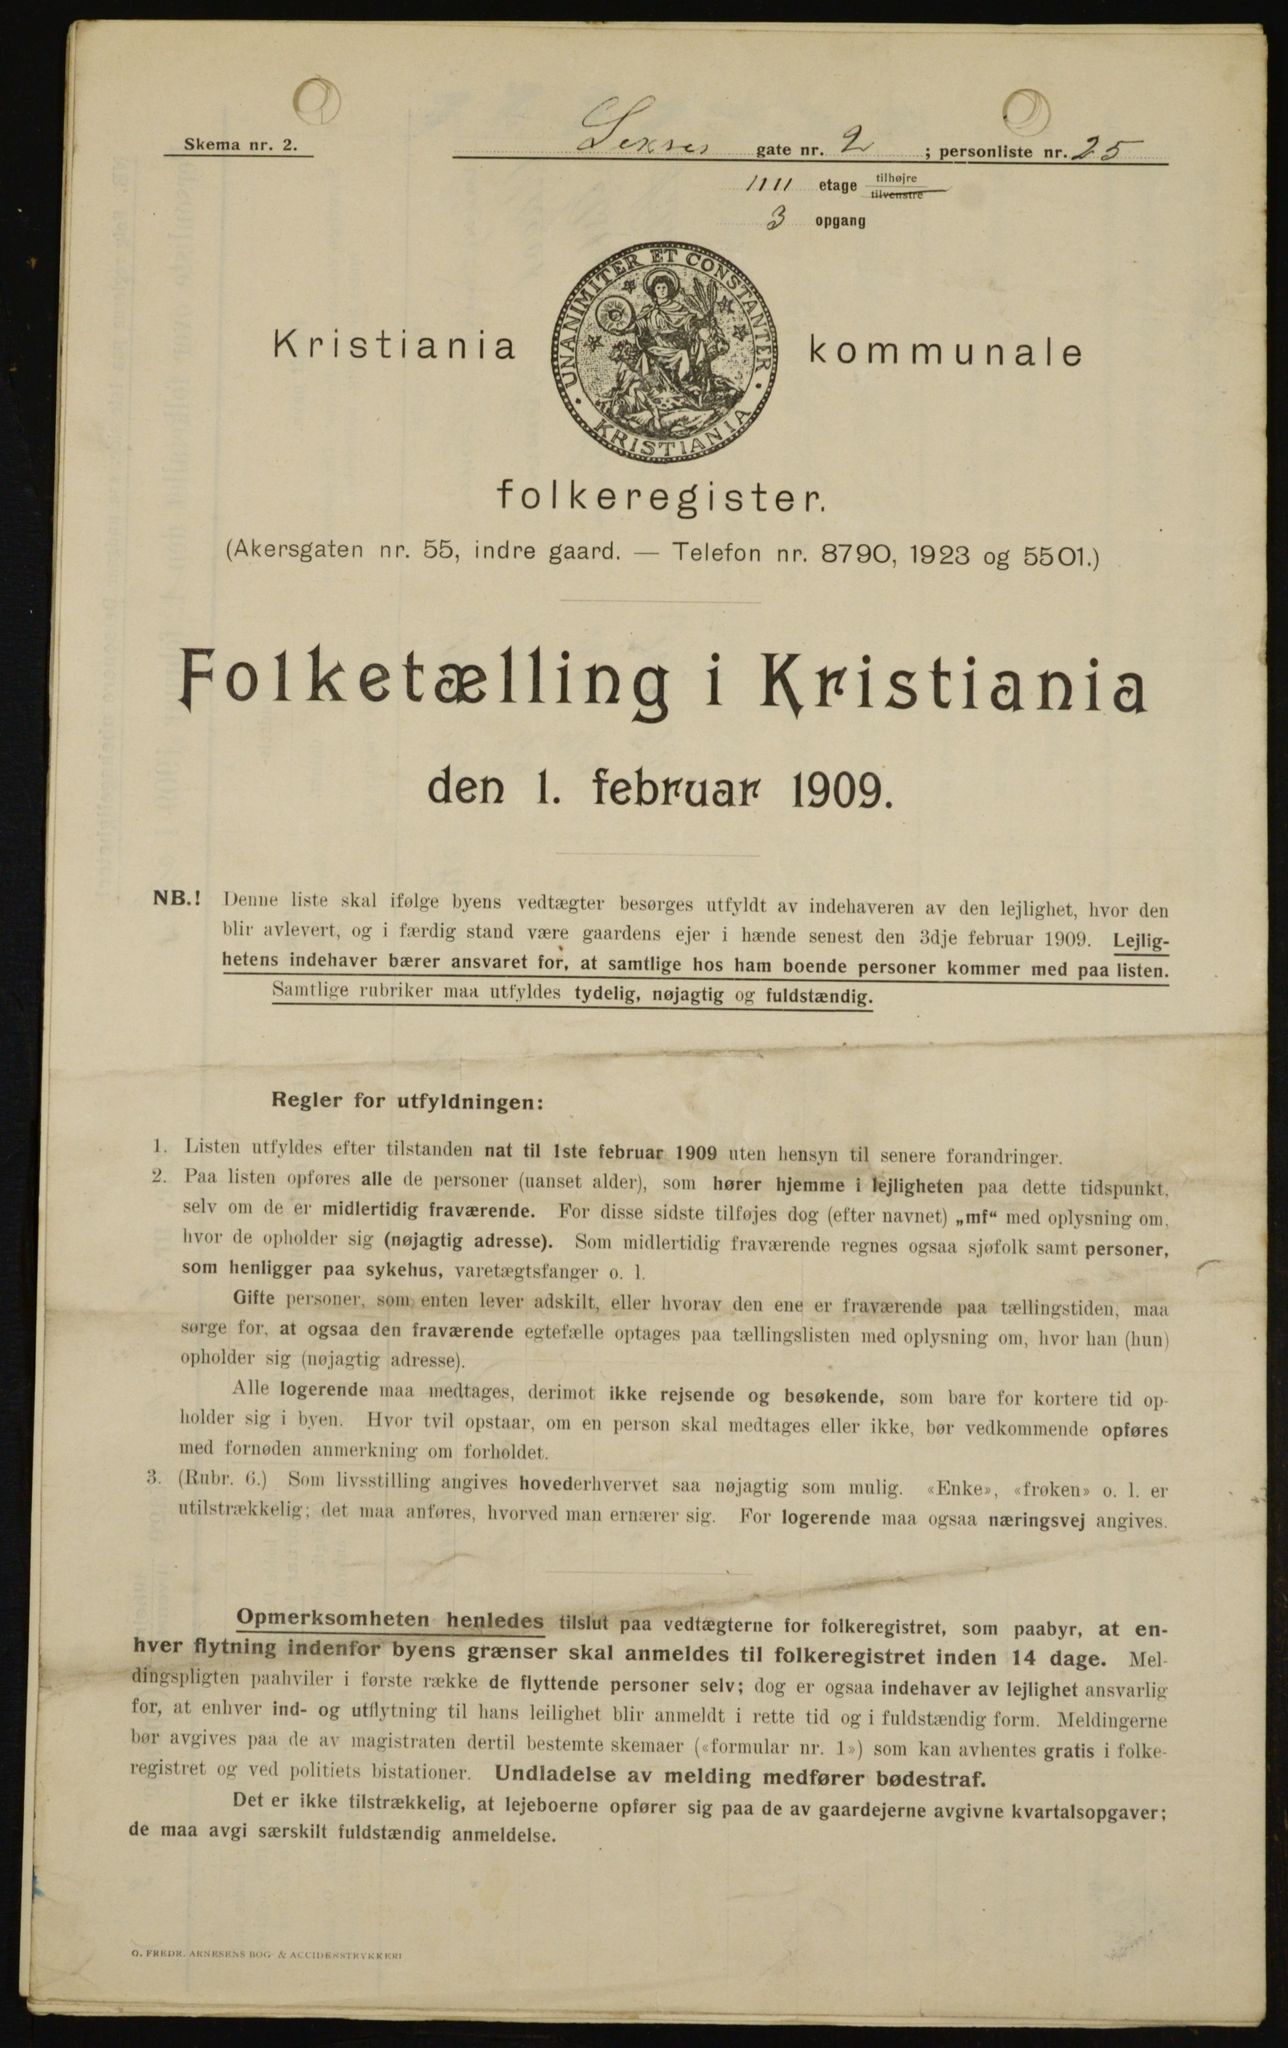 Skema nr. 2.
Sexes gate nr. 2 ; personliste nr. 25
1111 etage tilhøjre
tilvenstre
3 opgang
UNANIMITER ET CONSTANTER
KRISTIANIA
Kristiania kommunale
folkeregister.
(Akersgaten nr. 55, indre gaard. — Telefon nr. 8790, 1923 og 5501.)
Folketælling i Kristiania
den 1. februar 1909.
NB.! Denne liste skal ifølge byens vedtægter besørges utfyldt av indehaveren av den lejlighet, hvor den
blir avlevert, og i færdig stand være gaardens ejer i hænde senest den 3dje februar 1909. Lejlig-
hetens indehaver bærer ansvaret for, at samtlige hos ham boende personer kommer med paa listen.
Samtlige rubriker maa utfyldes tydelig, nøjagtig og fuldstændig.
Regler for utfyldningen:
1. Listen utfyldes efter tilstanden nat til 1ste februar 1909 uten hensyn til senere forandringer.
2. Paa listen opføres alle de personer (uanset alder), som hører hjemme i lejligheten paa dette tidspunkt,
selv om de er midlertidig fraværende. For disse sidste tilføjes dog (efter navnet) „mf“ med oplysning om,
hvor de opholder sig (nøjagtig adresse). Som midlertidig fraværende regnes ogsaa sjøfolk samt personer,
som henligger paa sykehus, varetægtsfanger o. l.
Gifte personer, som enten lever adskilt, eller hvorav den ene er fraværende paa tællingstiden, maa
sørge for, at ogsaa den fraværende egtefælle optages paa tællingslisten med oplysning om, hvor han (hun)
opholder sig (nøjagtig adresse).
Alle logerende maa medtages, derimot ikke rejsende og besøkende, som bare for kortere tid op-
holder sig i byen. Hvor tvil opstaar, om en person skal medtages eller ikke, bør vedkommende opføres
med fornøden anmerkning om forholdet.
3. (Rubr. 6.) Som livsstilling angives hovederhvervet saa nøjagtig som mulig. «Enke», «frøken» o. l. er
utilstrækkelig; det maa anføres, hvorved man ernærer sig. For logerende maa ogsaa næringsvej angives.
Opmerksomheten henledes tilslut paa vedtægterne for folkeregistret, som paabyr, at en-
hver flytning indenfor byens grænser skal anmeldes til folkeregistret inden 14 dage. Mel-
dingspligten paahviler i første række de flyttende personer selv; dog er ogsaa indehaver av lejlighet ansvarlig
for, at enhver ind- og utflytning til hans leilighet blir anmeldt i rette tid og i fuldstændig form. Meldingerne
bør avgives paa de av magistraten dertil bestemte skemaer («formular nr. 1») som kan avhentes gratis i folke-
registret og ved politiets bistationer. Undladelse av melding medfører bødestraf.
Det er ikke tilstrækkelig, at lejeboerne opfører sig paa de av gaardejerne avgivne kvartalsopgaver;
de maa avgi særskilt fuldstændig anmeldelse.
O. FREDR. ARNESENS BOG & ACCIDENSTRYKKERI